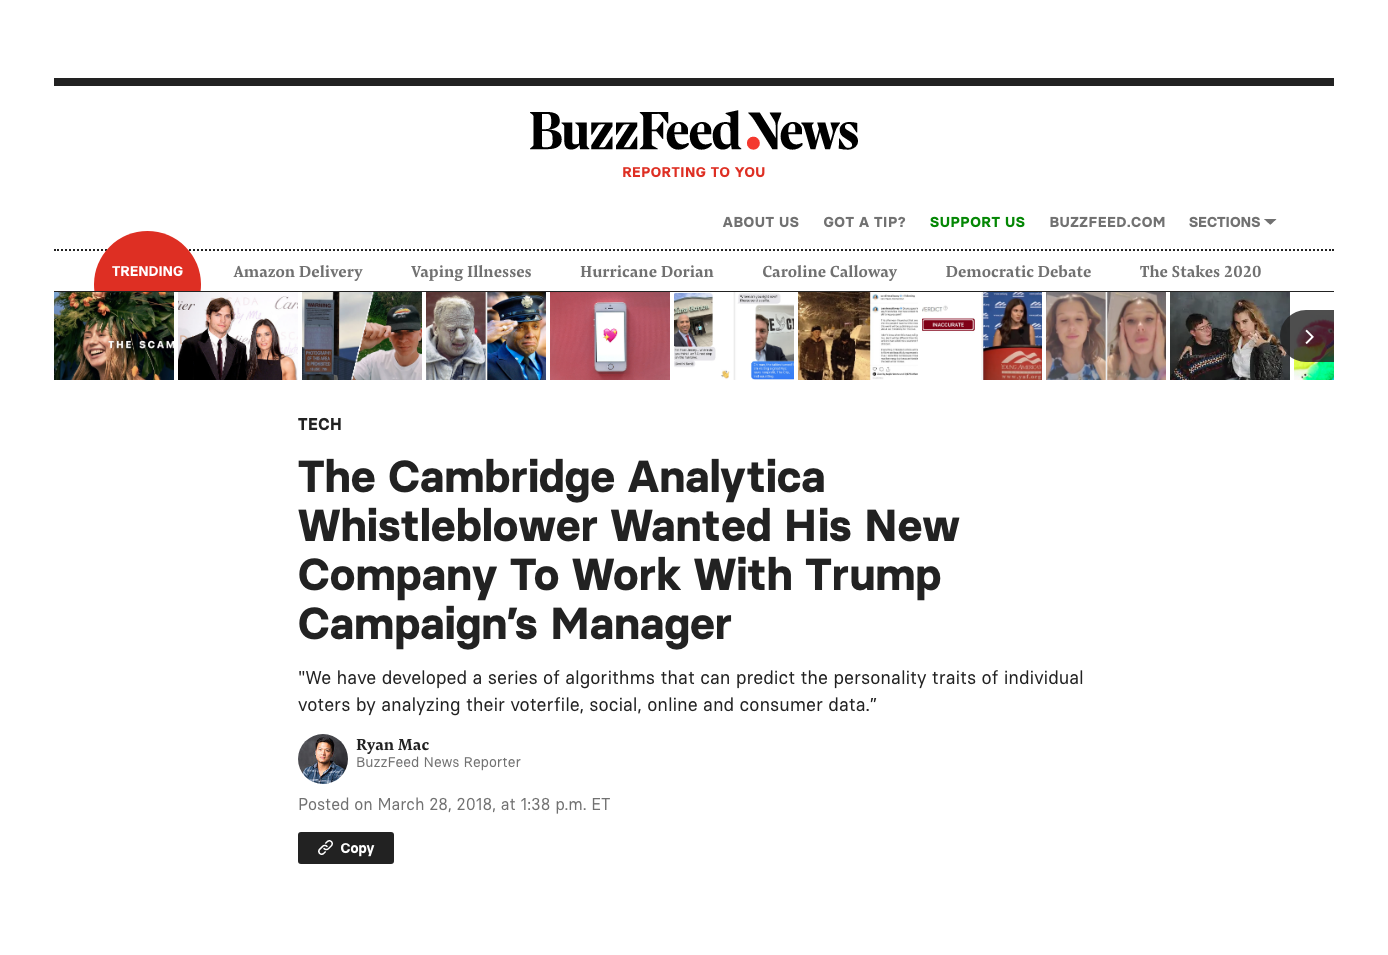 BuzzFeed News
REPORTING TO YOU
ABOUT US GOT A TIP? SUPPORT US BUZZFEED.COM SECTIONS
TRENDING Amazon Delivery Vaping Illnesses Hurricane Dorian Caroline Calloway Democratic Debate The Stakes 2020
THE SCAM
INACCURATE
TECH
The Cambridge Analytica
Whistleblower Wanted His New
Company To Work With Trump
Campaign’s Manager
"We have developed a series of algorithms that can predict the personality traits of individual
voters by analyzing their voterfile, social, online and consumer data.”
Ryan Mac
BuzzFeed News Reporter
Posted on March 28, 2018, at 1:38 p.m. ET
Copy